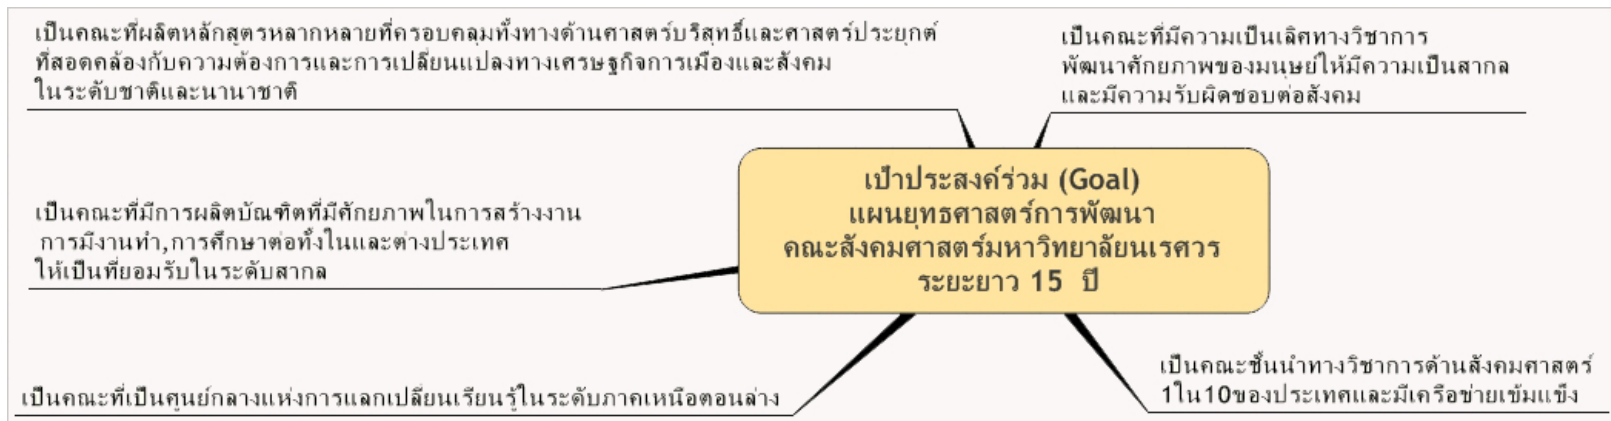 เป็นคณะที่ผลิตหลักสูตรหลากหลายที่ครอบคลุมทั้งทางด้านศาสตร์บริสุทธิ์และศาสตร์ประยุกต์
ที่สอดคล้องกับความต้องการและการเปลี่ยนแปลงทางเศรษฐกิจการเมืองและสังคม
ในระดับชาติและนานาชาติ
เป็นคณะที่มีความเป็นเลิศทางวิชาการ
พัฒนาศักยภาพของมนุษย์ให้มีความเป็นสากล
และมีความรับผิดชอบต่อสังคม
เป้าประสงค์ร่วม (Goal)
แผนยุทธศาสตร์การพัฒนา
คณะสังคมศาสตร์มหาวิทยาลัยนเรศวร
ระยะยาว 15 ปี
เป็นคณะที่มีการผลิตบัณฑิตที่มีศักยภาพในการสร้างงาน
การมีงานทำ,การศึกษาต่อทั้งในและต่างประเทศ
ให้เป็นที่ยอมรับในระดับสากล
เป็นคณะที่เป็นศูนย์กลางแห่งการแลกเปลี่ยนเรียนรู้ในระดับภาคเหนือตอนล่าง
เป็นคณะชั้นนำทางวิชาการด้านสังคมศาสตร์
1ใน10ของประเทศและมีเครือข่ายเข้มแข็ง